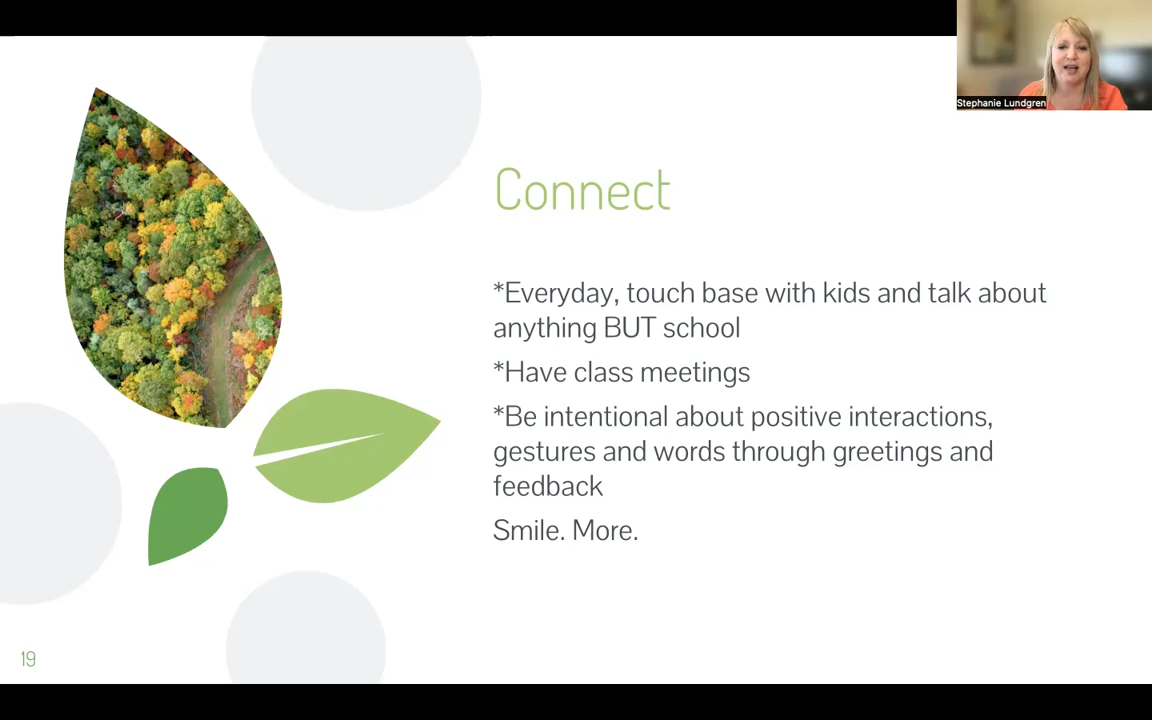 Stephanie Lundgren
Connect
*Everyday, touch base with kids and talk about
anything BUT school
*Have class meetings
*Be intentional about positive interactions,
gestures and words through greetings and
feedback
Smile. More.
19